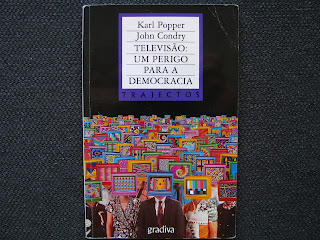 Karl Popper
John Condry
TELEVISÃO:
UM PERIGO
PARA A
DEMOCRACIA
TRAJECTOS
gradiva